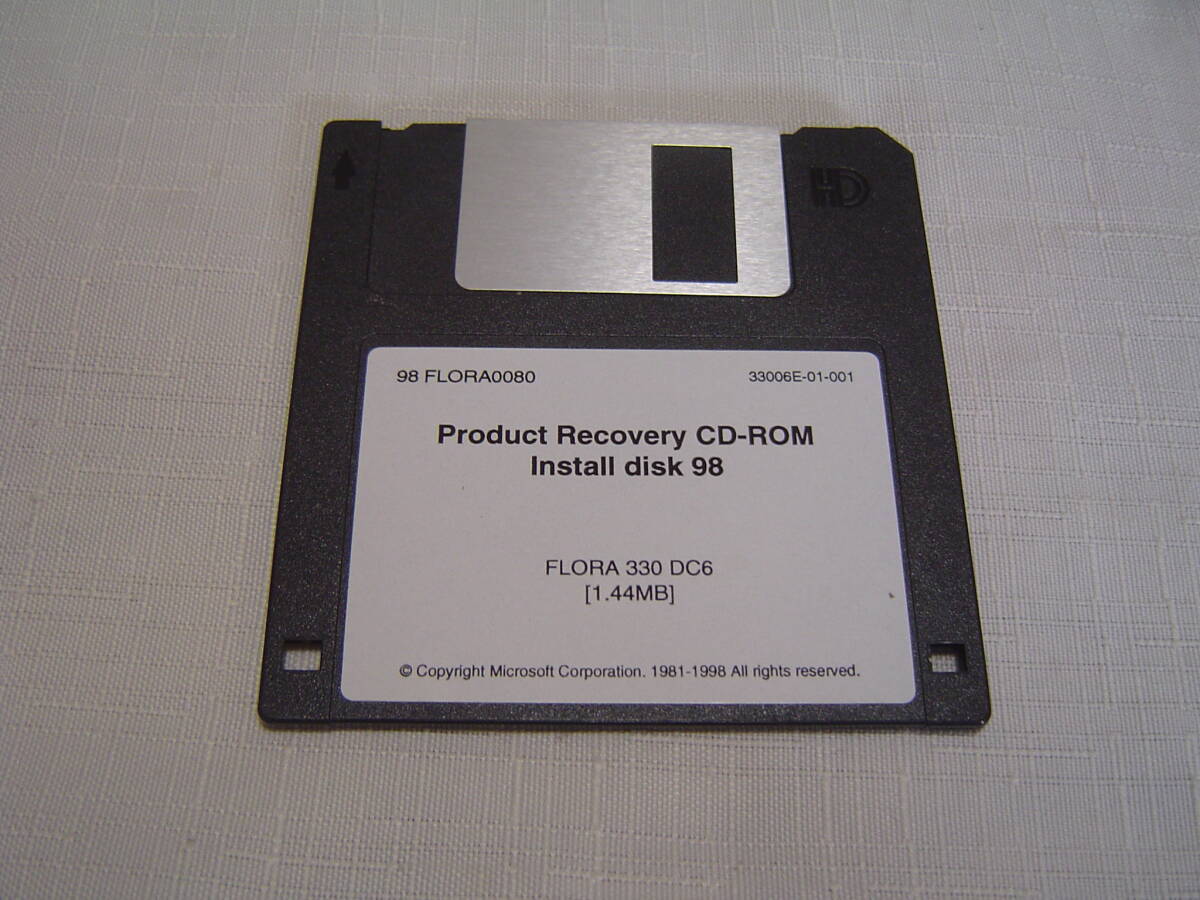 HD
98 FLORA0080
33006E-01-001
Product Recovery CD-ROM
Install disk 98
FLORA 330 DC6
[1.44MB]
© Copyright Microsoft Corporation. 1981-1998 All rights reserved.